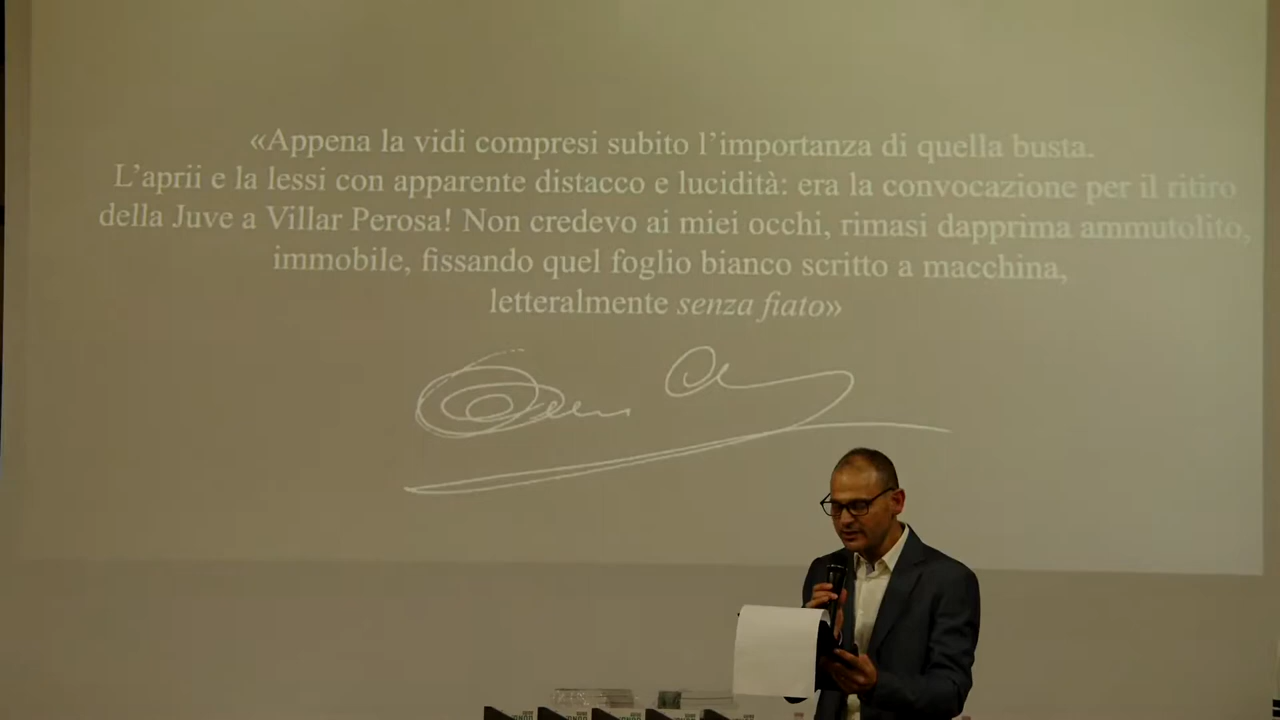 «Appena la vidi compresi subito l’importanza di quella busta.
L’aprii e la lessi con apparente distacco e lucidità: era la convocazione per il ritiro
della Juve a Villar Perosa! Non credevo ai miei occhi, rimasi dapprima ammutolito,
immobile, fissando quel foglio bianco scritto a macchina,
letteralmente senza fiato»